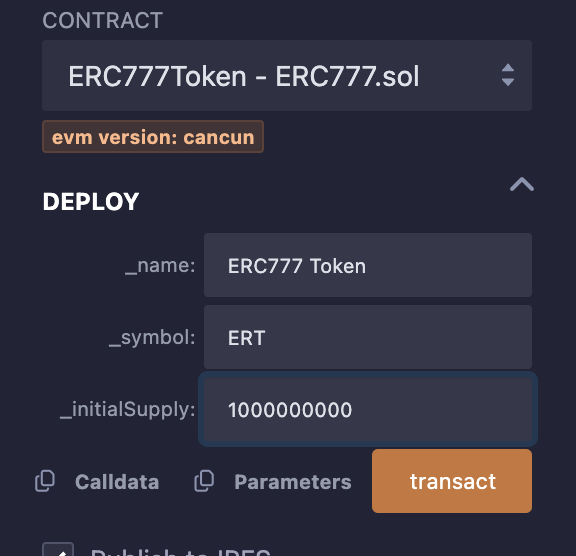 CONTRACT
ERC777Token - ERC777.sol
evm version: cancun
DEPLOY
_name: ERC777 Token
_symbol: ERT
_initialSupply: 1000000000
Calldata Parameters transact
Publish to IPFS